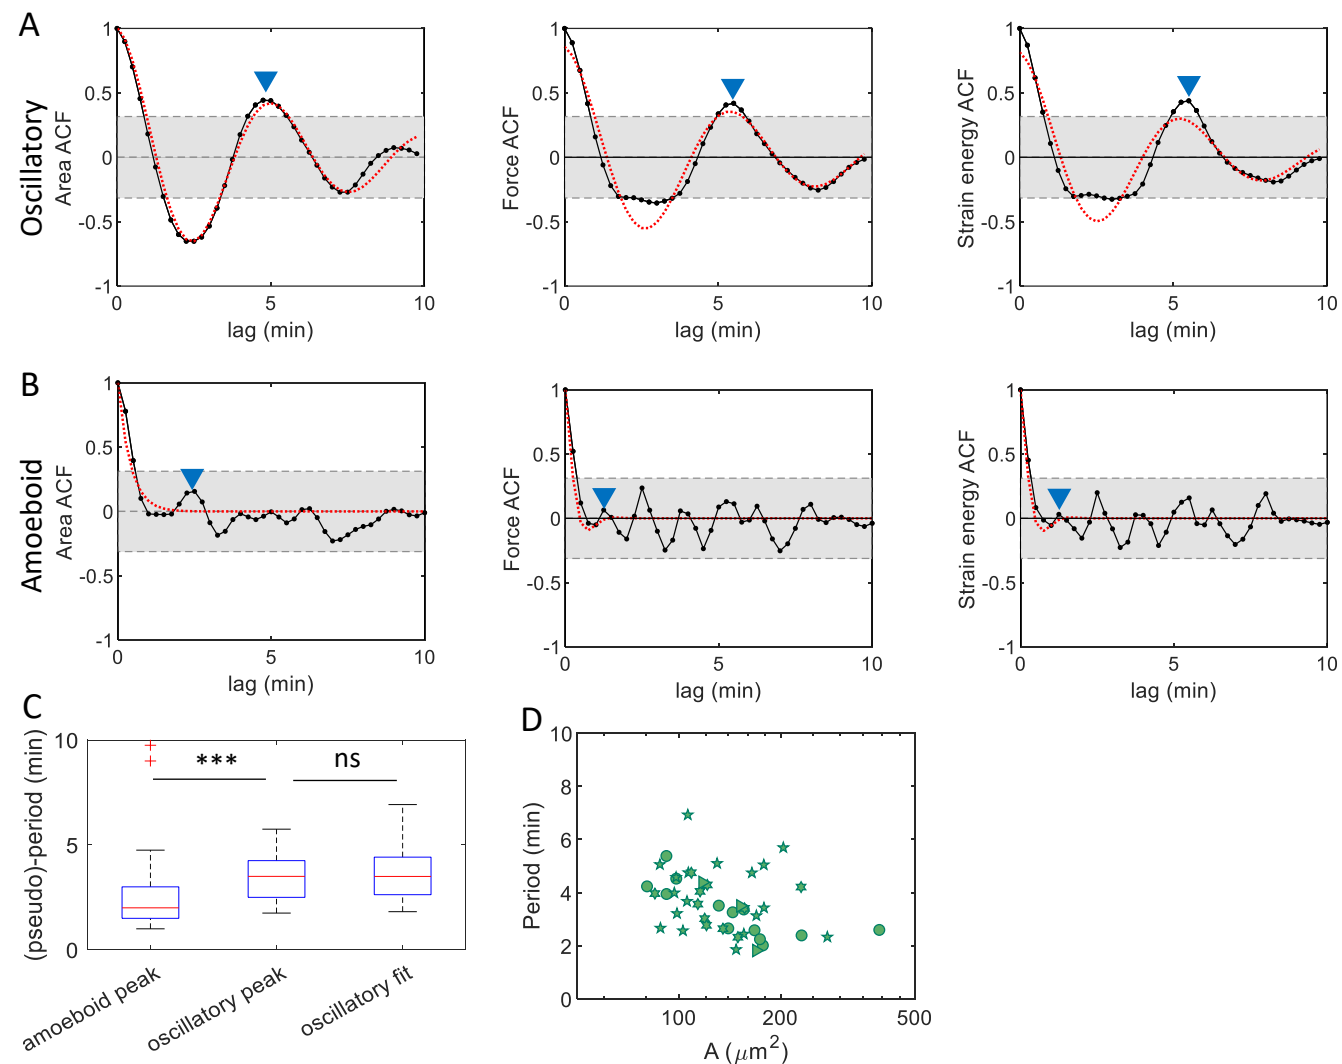 A
Oscillatory
1
0.5
0
-0.5
-1
Area ACF
0
5
10
lag (min)
1
0.5
0
-0.5
-1
Force ACF
0
5
10
lag (min)
1
0.5
0
-0.5
-1
Strain energy ACF
0
5
10
lag (min)
B
Amoeboid
1
0.5
0
-0.5
-1
Area ACF
0
5
10
lag (min)
1
0.5
0
-0.5
-1
Force ACF
0
5
10
lag (min)
1
0.5
0
-0.5
-1
Strain energy ACF
0
5
10
lag (min)
C
(pseudo)-period (min)
10
5
0
***
ns
amoeboid peak
oscillatory peak
oscillatory fit
D
Period (min)
10
8
6
4
2
0
100
200
500
A (μm²)